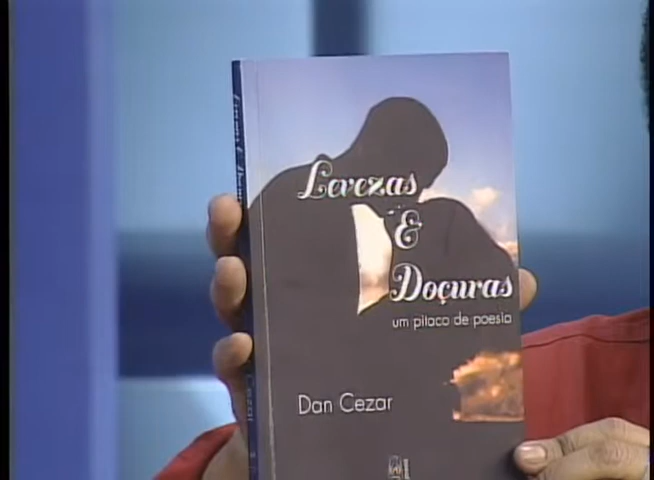 Levezas
&
Doçuras
um pitaco de poesia
Dan Cezar